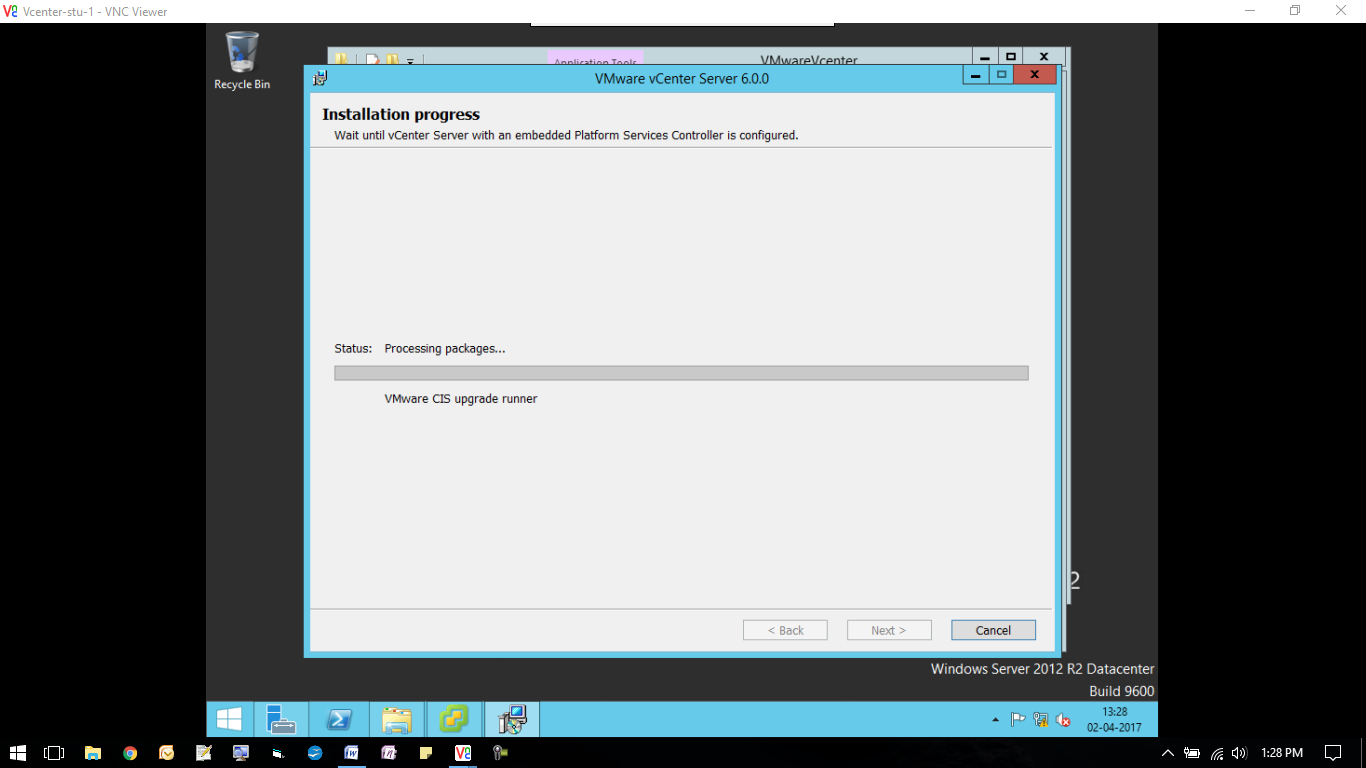 Vcenter-stu-1 - VNC Viewer
Recycle Bin
Application Tools
VMwareVcenter
VMware vCenter Server 6.0.0
Installation progress
Wait until vCenter Server with an embedded Platform Services Controller is configured.
Status: Processing packages...
VMware CIS upgrade runner
2
< Back
Next >
Cancel
Windows Server 2012 R2 Datacenter
Build 9600
13:28
02-04-2017
1:28 PM